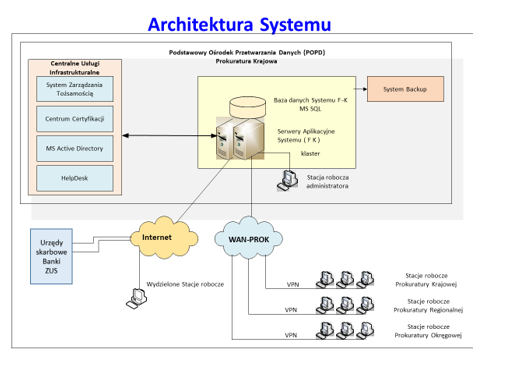 Architektura Systemu
Podstawowy Ośrodek Przetwarzania Danych (POPD)
Prokuratura Krajowa
Centralne Usługi
Infrastrukturalne
System Zarządzania
Tożsamością
Centrum Certyfikacji
MS Active Directory
HelpDesk
Baza danych Systemu F-K
MS SQL
Serwery Aplikacyjne
Systemu ( F K )
klaster
System Backup
Stacja robocza
administratora
Urzędy
skarbowe
Banki
ZUS
Internet
WAN-PROK
Wydzielone Stacje robocze
VPN
Stacje robocze
Prokuratury Krajowej
VPN
Stacje robocze
Prokuratury Regionalnej
VPN
Stacje robocze
Prokuratury Okręgowej